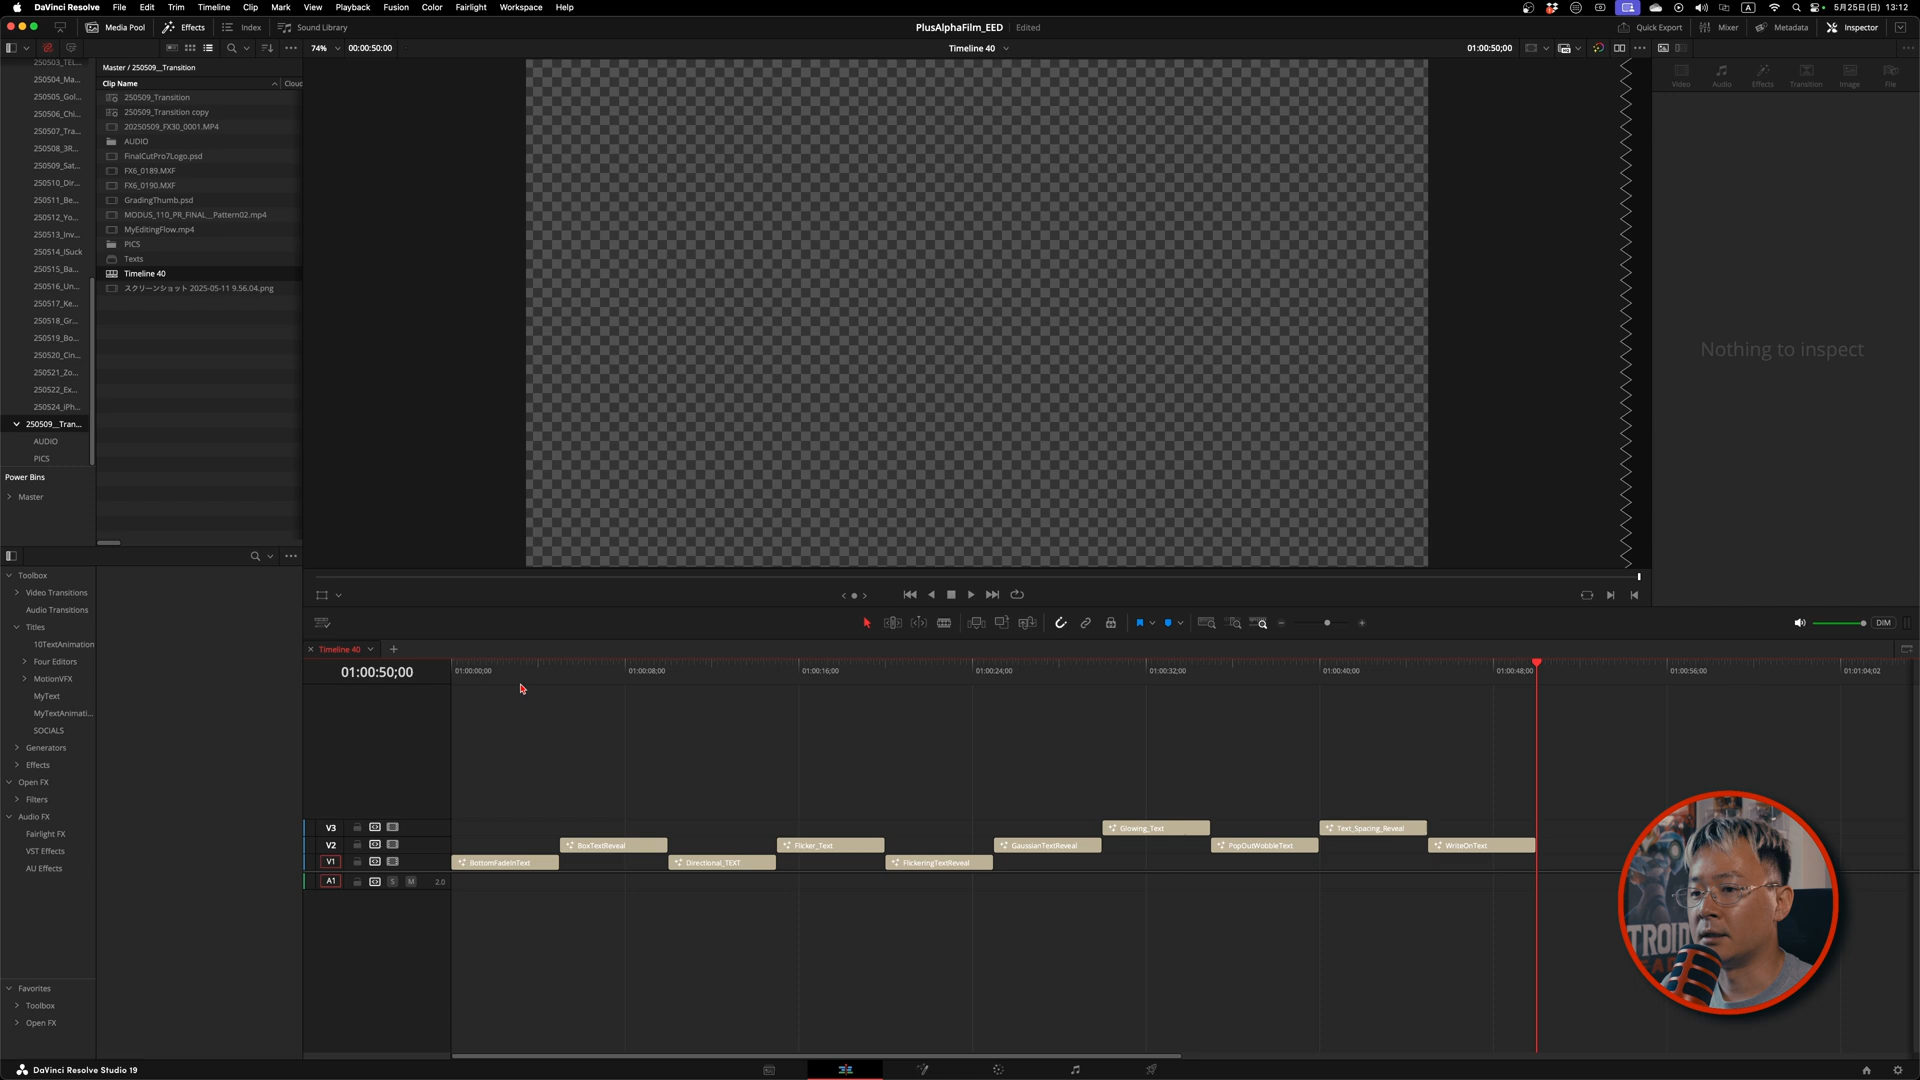 DaVinci Resolve File Edit Trim Timeline Clip Mark View Playback Fusion Color Fairlight Workspace Help
A 5月25日(日) 13:12
Media Pool Effects Index Sound Library PlusAlphaFilm_EED Edited Quick Export Mixer Metadata Inspector
74% 00:00:50:00 Timeline 40 01:00:50;00
Video Audio Effects Transition Image File
250503_TEL...
250504_Ma...
250505_Gol...
250506_Chi...
250507_Tra...
250508_3R...
250509_Sat...
250510_Dir...
250511_Be...
250512_Yo...
250513_Inv...
250514_ISuck
250515_Ba...
250516_Un...
250517_Ke...
250518_Gr...
250519_Bo...
250520_Cin...
250521_Zo...
250522_Ex...
250524_iPh...
250509__Tran...
AUDIO
PICS
Power Bins
Master
Master / 250509__Transition
Clip Name Cloud
250509_Transition
250509_Transition copy
20250509_FX30_0001.MP4
AUDIO
FinalCutPro7Logo.psd
FX6_0189.MXF
FX6_0190.MXF
GradingThumb.psd
MODUS_110_PR_FINAL__Pattern02.mp4
MyEditingFlow.mp4
PICS
Texts
Timeline 40
スクリーンショット 2025-05-11 9.56.04.png
Nothing to inspect
Toolbox
Video Transitions
Audio Transitions
Titles
10TextAnimation
Four Editors
MotionVFX
MyText
MyTextAnimati...
SOCIALS
Generators
Effects
Open FX
Filters
Audio FX
Fairlight FX
VST Effects
AU Effects
Favorites
Toolbox
Open FX
DIM
Timeline 40
01:00:50;00
01:00:00;00 01:00:08;00 01:00:16;00 01:00:24;00 01:00:32;00 01:00:40;00 01:00:48;00 01:00:56;00 01:01:04;02
V3 Glowing_Text Text_Spacing_Reveal
V2 BoxTextReveal Flicker_Text GaussianTextReveal PopOutWobbleText WriteOnText
V1 BottomFadeInText Directional_TEXT FlickeringTextReveal
A1 S M 2.0
TROID
DaVinci Resolve Studio 19